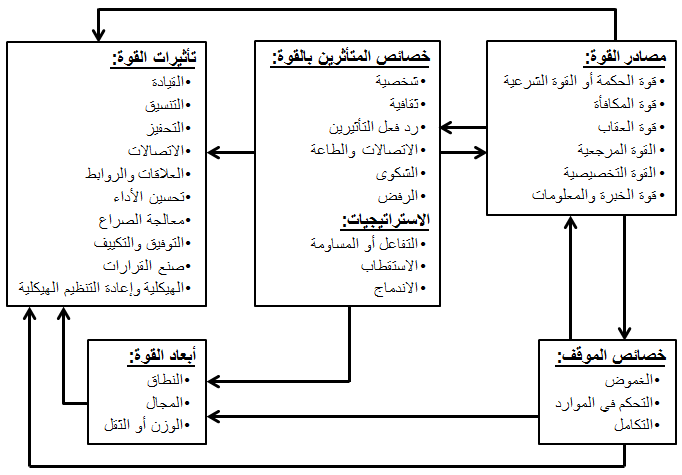 مصادر القوة:
•قوة الحكمة أو القوة الشرعية
•قوة المكافأة
•قوة العقاب
•القوة المرجعية
•القوة التخصيصية
•قوة الخبرة والمعلومات
خصائص المتأثرين بالقوة:
•شخصية
•ثقافية
•رد فعل التأثيرين
•الاتصالات والطاعة
•الشكوى
•الرفض
الاستراتيجيات:
•التفاعل أو المساومة
•الاستقطاب
•الاندماج
تأثيرات القوة:
•القيادة
•التنسيق
•التحفيز
•الاتصالات
•العلاقات والروابط
•تحسين الأداء
•معالجة الصراع
•التوفيق والتكييف
•صنع القرارات
•الهيكلية وإعادة التنظيم الهيكلية
خصائص الموقف:
•الغموض
•التحكم في الموارد
•التكامل
أبعاد القوة:
•النطاق
•المجال
•الوزن أو الثقل